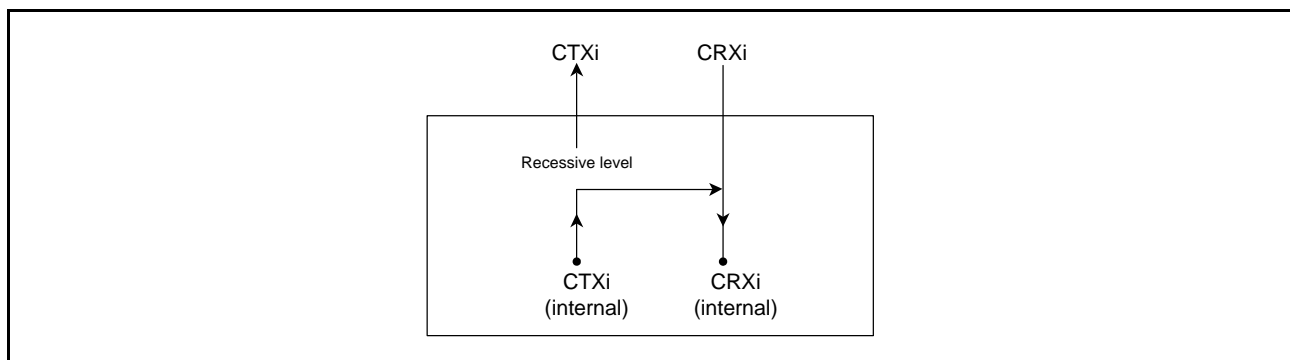 CTXi CRXi
Recessive level
CTXi CRXi
(internal) (internal)